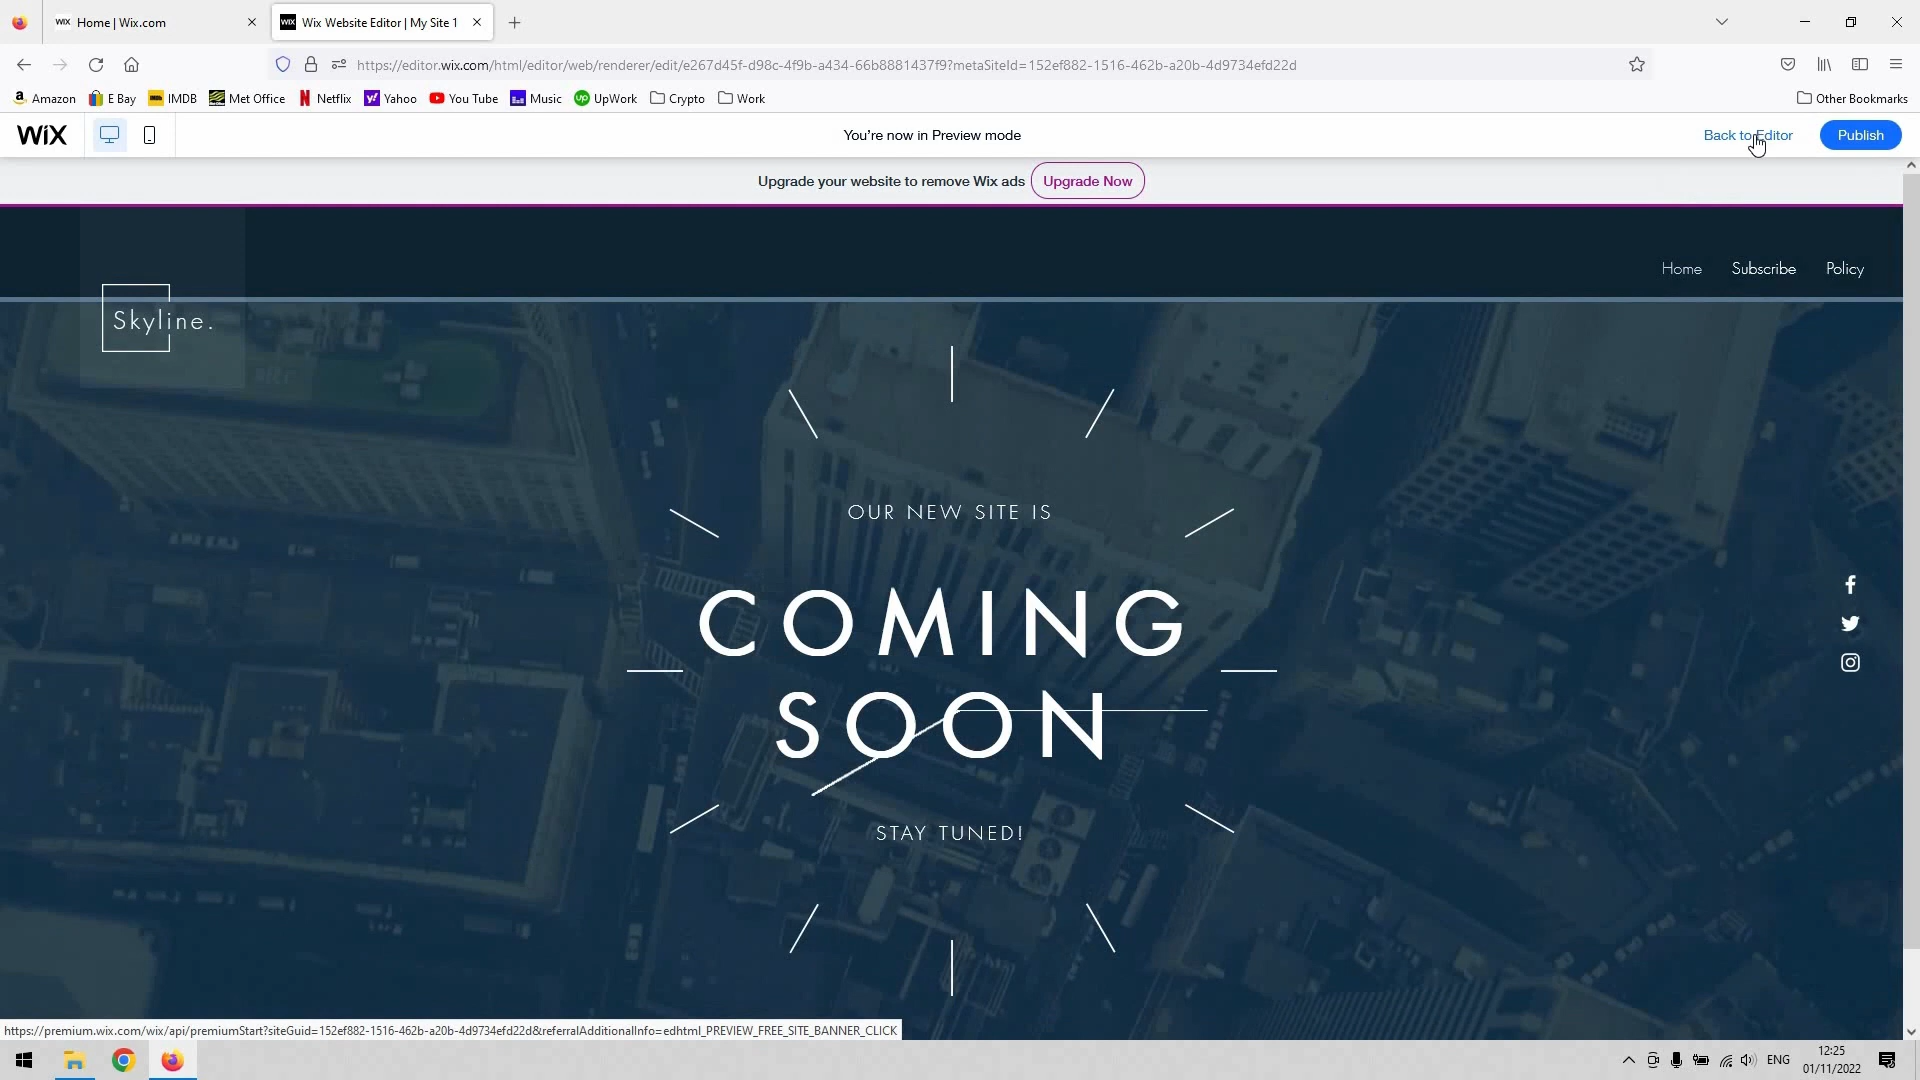 WiX Home | Wix.com
WiX Wix Website Editor | My Site 1
https://editor.wix.com/html/editor/web/renderer/edit/e267d45f-d98c-4f9b-a434-66b8881437f9?metaSiteId=152ef882-1516-462b-a20b-4d9734efd22d
Amazon E Bay IMDB Met Office Netflix Yahoo You Tube Music UpWork Crypto Work Other Bookmarks
WiX You're now in Preview mode Back to Editor Publish
Upgrade your website to remove Wix ads Upgrade Now
Home Subscribe Policy
Skyline.
OUR NEW SITE IS
COMING
SOON
STAY TUNED!
https://premium.wix.com/wix/api/premiumStart?siteGuid=152ef882-1516-462b-a20b-4d9734efd22d&referralAdditionalInfo=edhtml_PREVIEW_FREE_SITE_BANNER_CLICK
ENG
12:25
01/11/2022